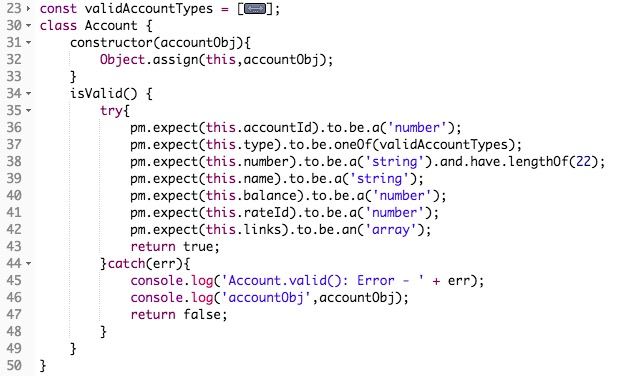 23 const validAccountTypes = [];
30 class Account {
31     constructor(accountObj){
32         Object.assign(this,accountObj);
33     }
34     isValid() {
35         try{
36             pm.expect(this.accountId).to.be.a('number');
37             pm.expect(this.type).to.be.oneOf(validAccountTypes);
38             pm.expect(this.number).to.be.a('string').and.have.lengthOf(22);
39             pm.expect(this.name).to.be.a('string');
40             pm.expect(this.balance).to.be.a('number');
41             pm.expect(this.rateId).to.be.a('number');
42             pm.expect(this.links).to.be.an('array');
43             return true;
44         }catch(err){
45             console.log('Account.valid(): Error - ' + err);
46             console.log('accountObj',accountObj);
47             return false;
48         }
49     }
50 }